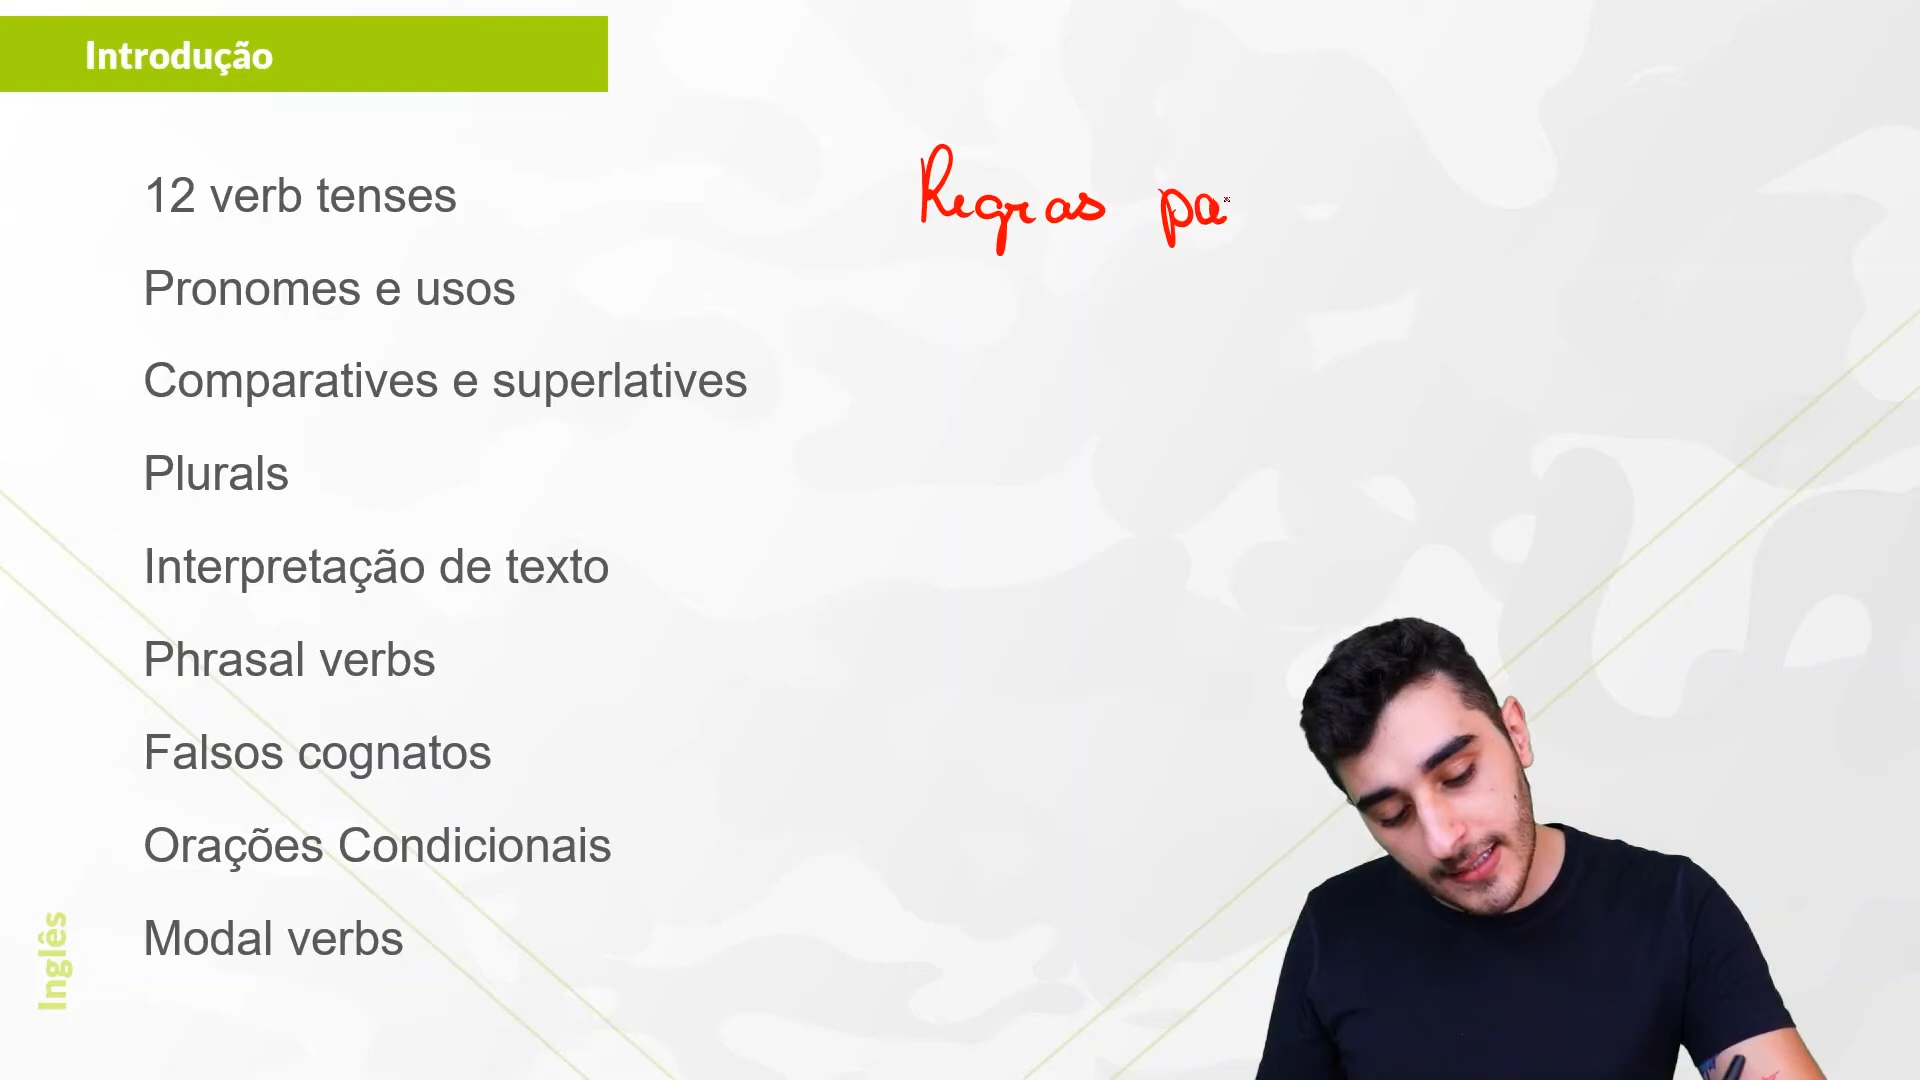 Introdução
12 verb tenses
Regras pa
Pronomes e usos
Comparatives e superlatives
Plurals
Interpretação de texto
Phrasal verbs
Falsos cognatos
Orações Condicionais
Modal verbs
Inglês